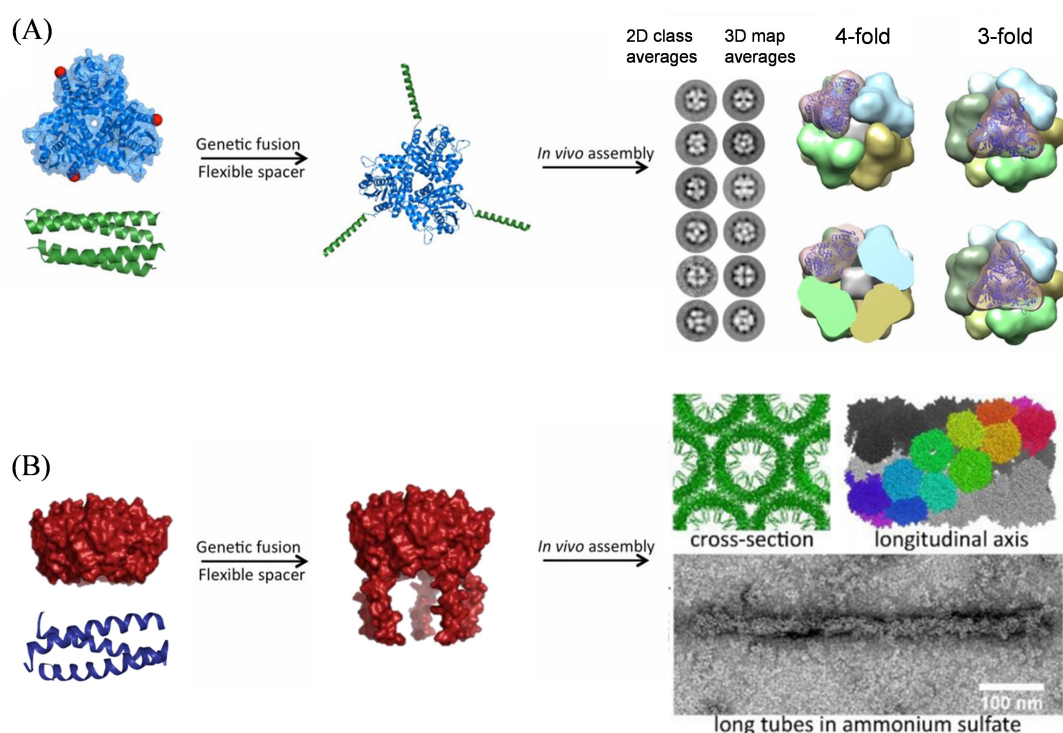 (A)
2D class
averages
3D map
averages
4-fold
3-fold
Genetic fusion
Flexible spacer
In vivo assembly
(B)
Genetic fusion
Flexible spacer
In vivo assembly
cross-section
longitudinal axis
100 nm
long tubes in ammonium sulfate